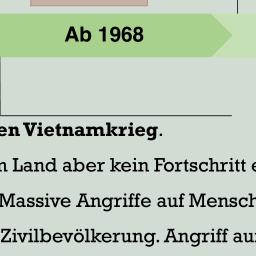 Ab 1968
en Vietnamkrieg.
n Land aber kein Fortschritt e
Massive Angriffe auf Mensch
Zivilbevölkerung. Angriff au